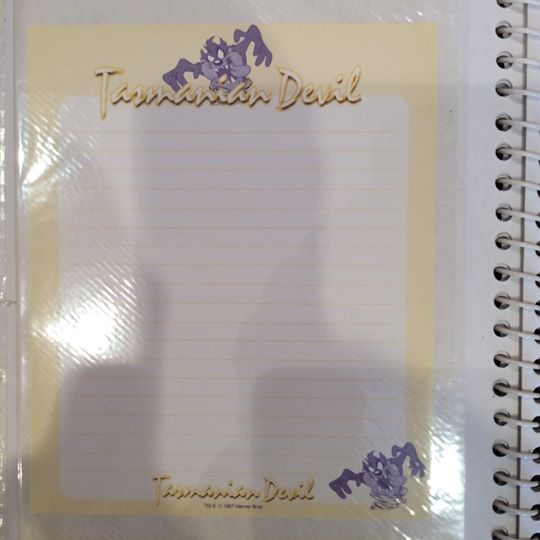 Tasmanian Devil
Tasmanian Devil
TM & © 1997 Warner Bros.